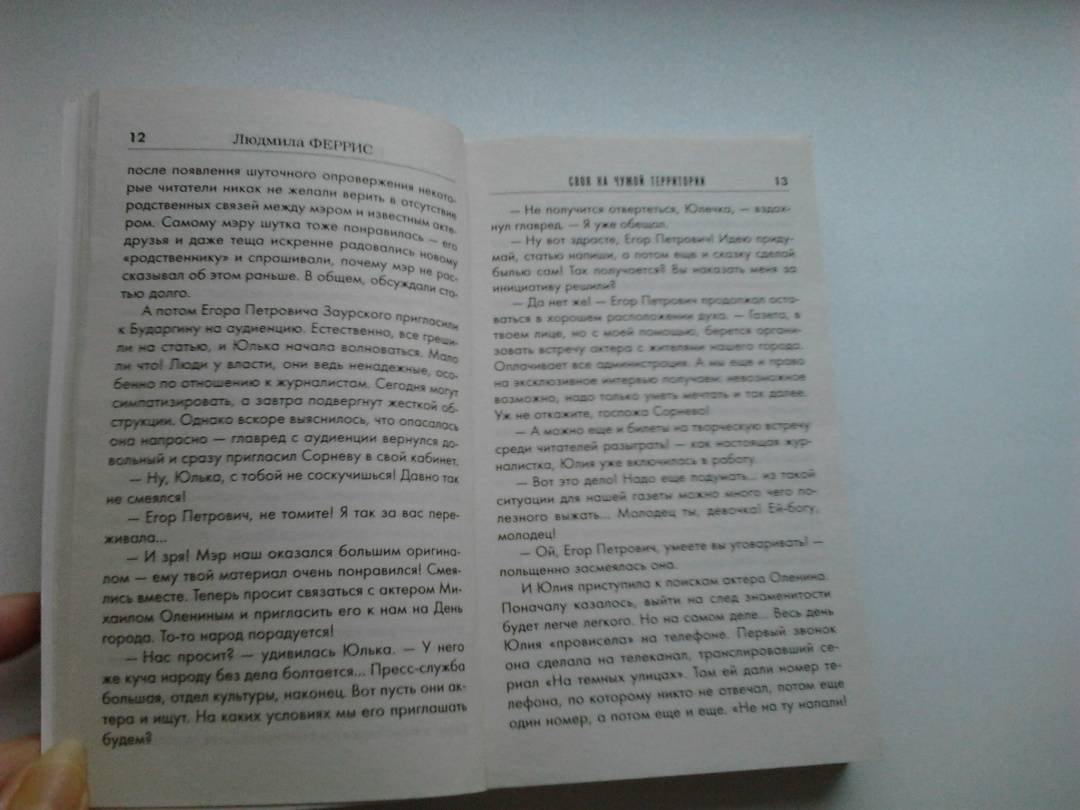 12
Людмила ФЕРРИС
после появления шуточного опровержения некото-
рые читатели никак не желали верить в отсутствие
родственных связей между мэром и известным акте-
ром. Самому мэру шутка тоже понравилась — его
друзья и даже теща искренне радовались новому
«родственнику» и спрашивали, почему мэр не рас-
сказывал об этом раньше. В общем, обсуждали ста-
тью долго.
А потом Егора Петровича Заурского пригласили
к Бударгину на аудиенцию. Естественно, все греши-
ли на статью, и Юлька начала волноваться. Мало
ли что! Люди у власти, они ведь ненадежные, осо-
бенно по отношению к журналистам. Сегодня могут
симпатизировать, а завтра подвергнут жесткой об-
струкции. Однако вскоре выяснилось, что опасалась
она напрасно — главред с аудиенции вернулся до-
вольный и сразу пригласил Сорневу в свой кабинет.
— Ну, Юлька, с тобой не соскучишься! Давно так
не смеялся!
— Егор Петрович, не томите! Я так за вас пере-
живала...
— И зря! Мэр наш оказался большим оригина-
лом — ему твой материал очень понравился! Смея-
лись вместе. Теперь просит связаться с актером Ми-
хаилом Олениным и пригласить его к нам на День
города. То-то народ порадуется!
— Нас просит? — удивилась Юлька. — У него
же куча народу без дела болтается... Пресс-служба
большая, отдел культуры, наконец. Вот пусть они ак-
тера и ищут. На каких условиях мы его приглашать
будем?
СВОЯ НА ЧУЖОЙ ТЕРРИТОРИИ
13
— Не получится отвертеться, Юлечка, — вздох-
нул главред. — Я уже обещал.
— Ну вот здрасте, Егор Петрович! Идею приду-
май, статью напиши, а потом еще и сказку сделай
былью сам! Так получается? Вы наказать меня за
инициативу решили?
— Да нет же! — Егор Петрович продолжал оста-
ваться в хорошем расположении духа. — Газета, в
твоем лице, но с моей помощью, берется органи-
зовать встречу актера с жителями нашего города.
Оплачивает все администрация. А мы еще и право
на эксклюзивное интервью получаем: невозможное
возможно, надо только уметь мечтать и так далее.
Уж не откажите, госпожа Сорнева!
— А можно еще и билеты на творческую встречу
среди читателей разыграть! — как настоящая жур-
налистка, Юлия уже включилась в работу.
— Вот это дело! Надо еще подумать... из такой
ситуации для нашей газеты можно много чего по-
лезного выжать... Молодец ты, девочка! Ей-богу,
молодец!
— Ой, Егор Петрович, умеете вы уговаривать! —
польщенно засмеялась она.
И Юлия приступила к поискам актера Оленина.
Поначалу казалось, выйти на след знаменитости
будет легче легкого. Но на самом деле... Весь день
Юлия «провисела» на телефоне. Первый звонок
она сделала на телеканал, транслировавший се-
риал «На темных улицах». Там ей дали номер те-
лефона, по которому никто не отвечал, потом еще
один номер, а потом еще и еще. «Не на ту напали!